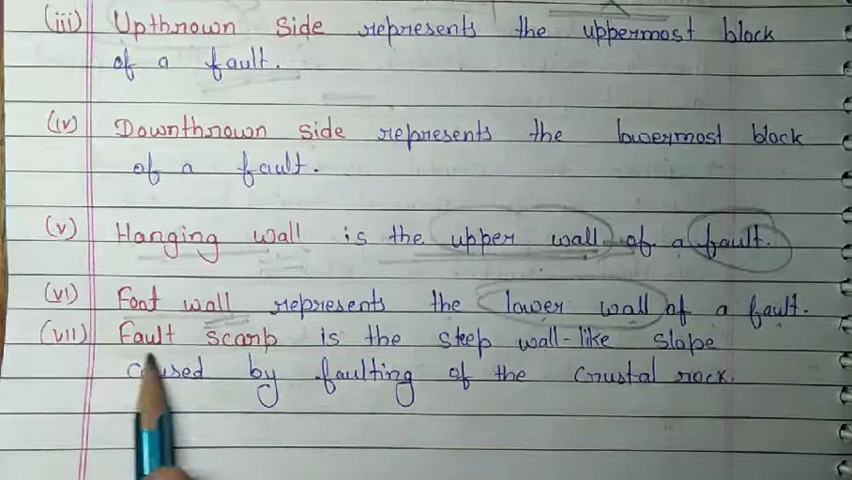 (iii) Upthrown side represents the uppermost block
of a fault.
(iv) Downthrown side represents the lowermost block
of a fault.
(v) Hanging wall is the upper wall of a fault.
(vi) Foot wall represents the lower wall of a fault.
(vii) Fault scarp is the steep wall-like slope
caused by faulting of the crustal rock.